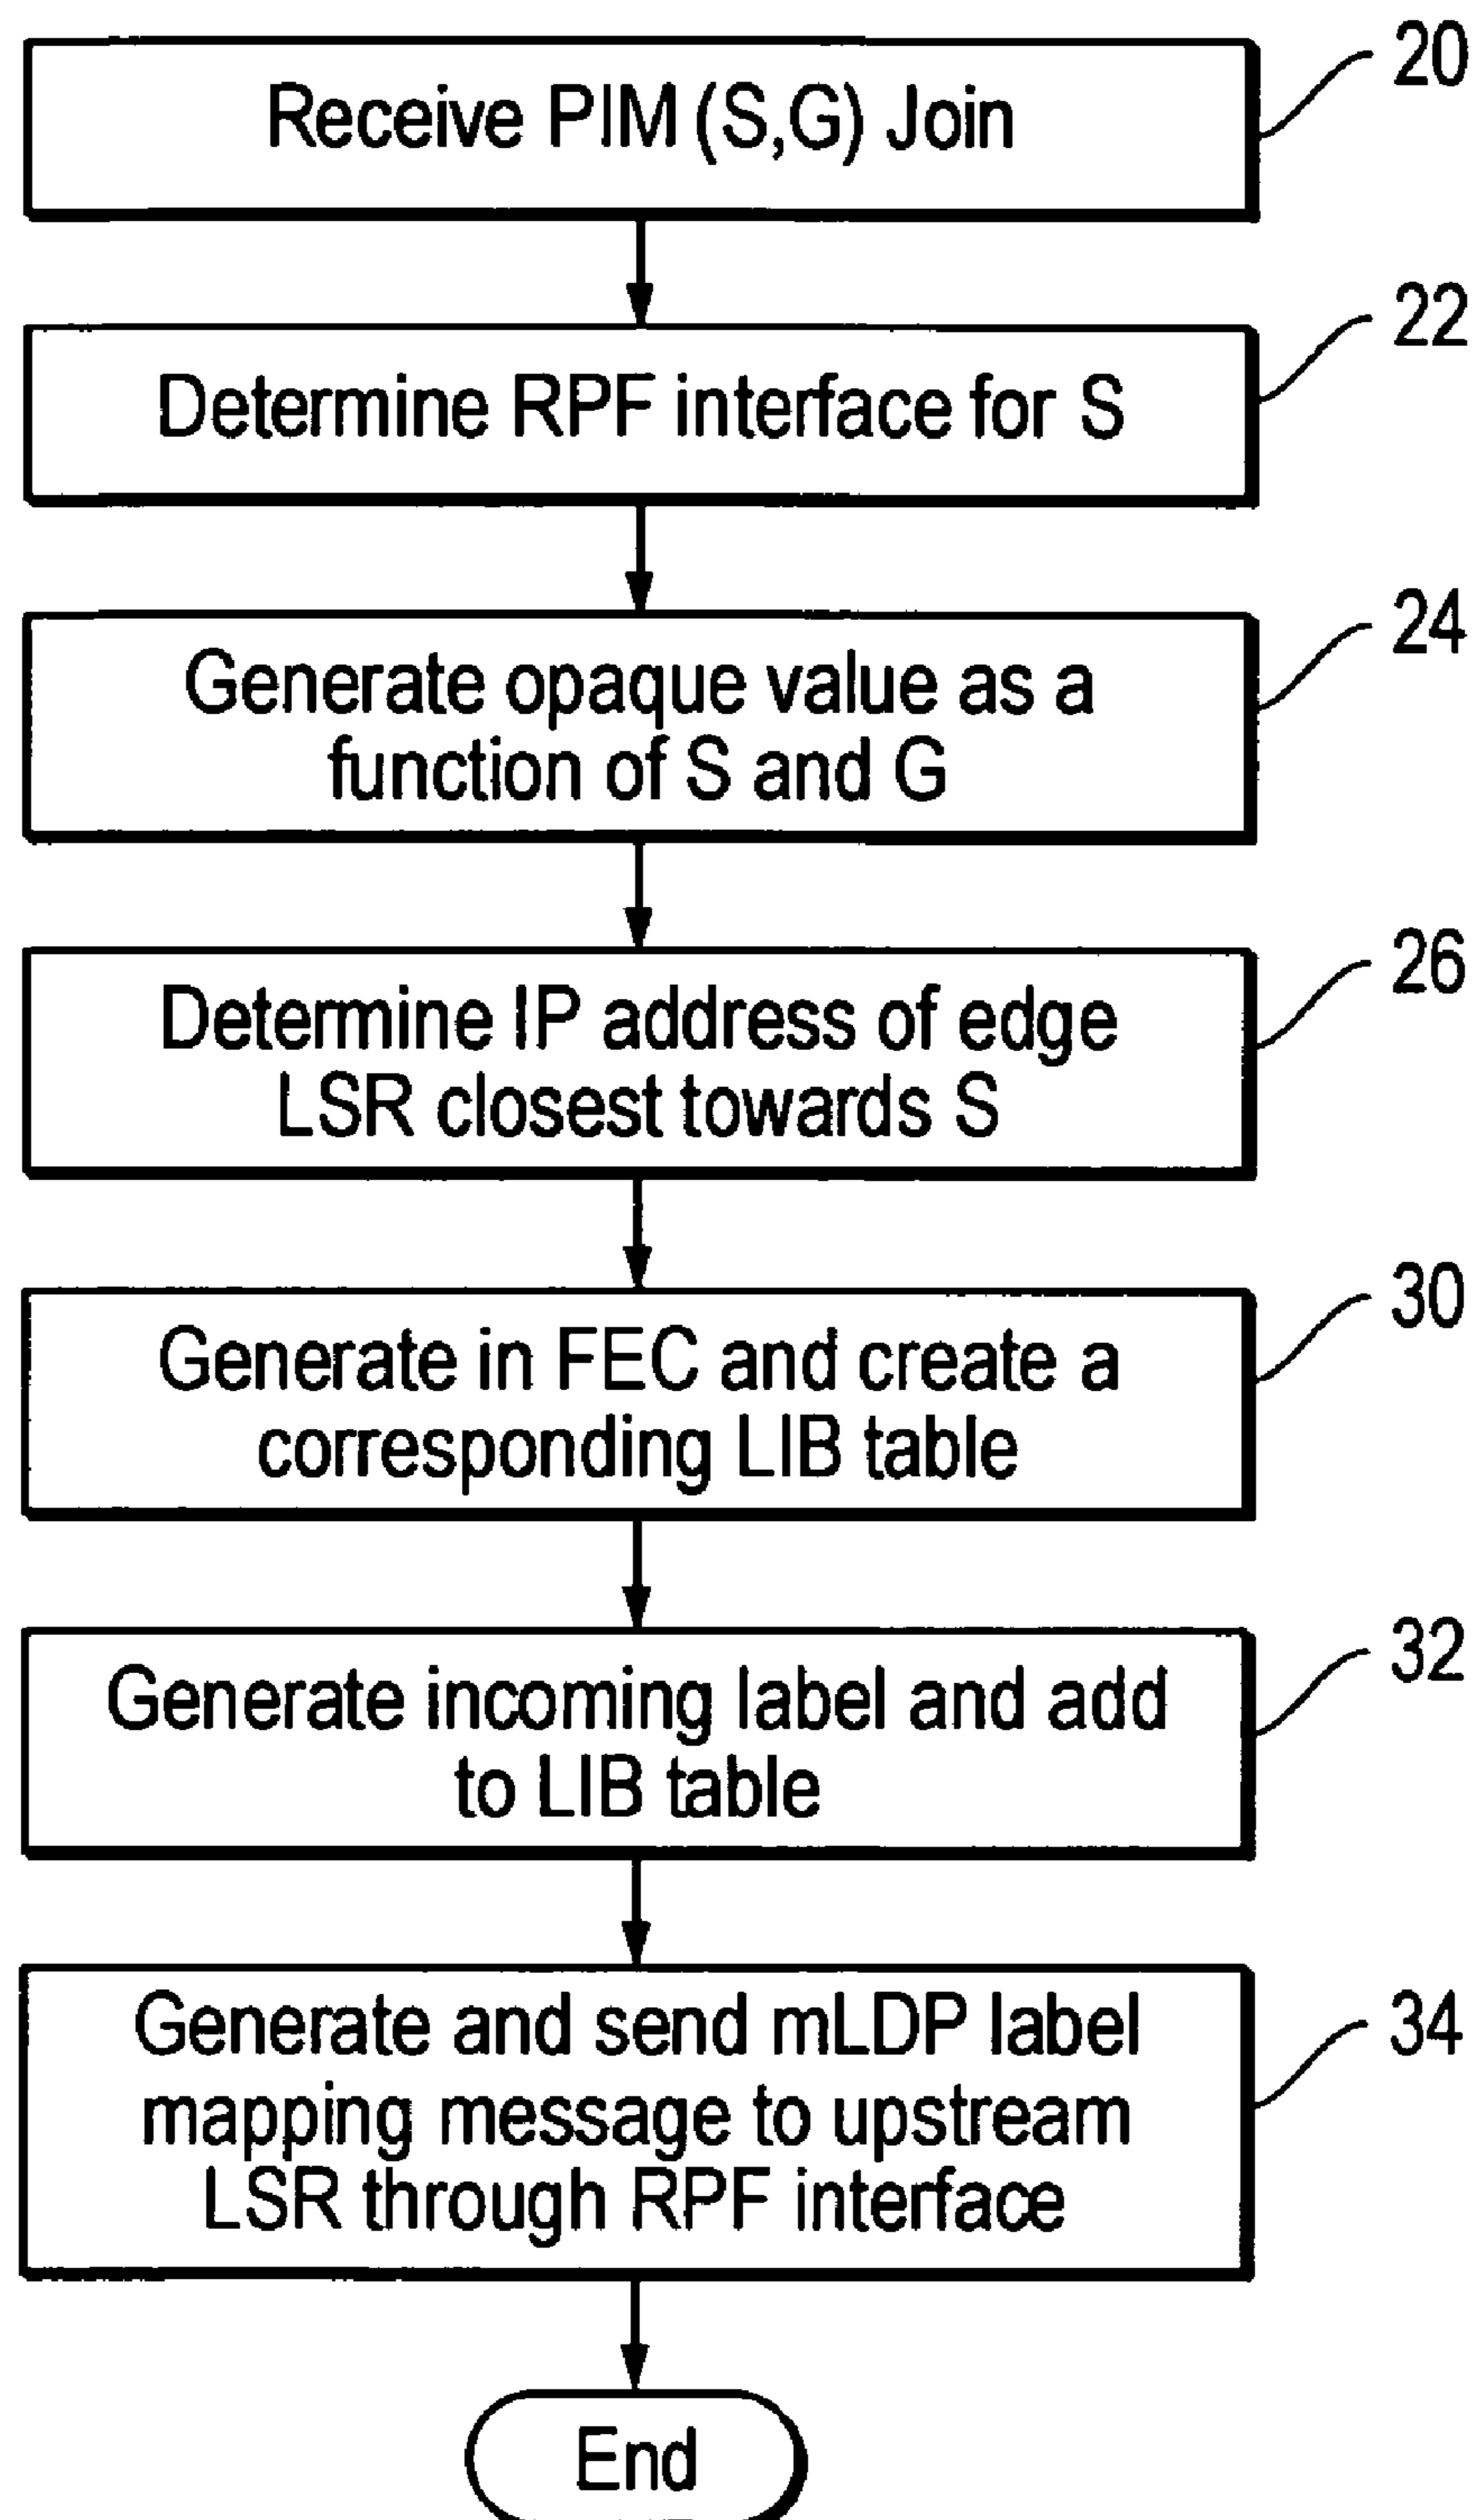 Receive PIM (S,G) Join
20
Determine RPF interface for S
22
Generate opaque value as a
function of S and G
24
Determine IP address of edge
LSR closest towards S
26
Generate in FEC and create a
corresponding LIB table
30
Generate incoming label and add
to LIB table
32
Generate and send mLDP label
mapping message to upstream
LSR through RPF interface
34
End